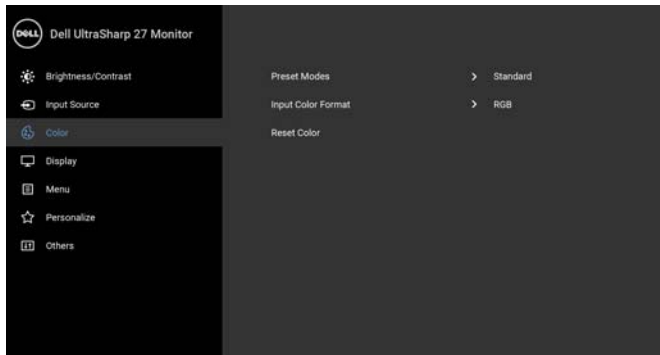 DELL Dell UltraSharp 27 Monitor
Brightness/Contrast
Input Source
Color
Display
Menu
Personalize
Others
Preset Modes > Standard
Input Color Format > RGB
Reset Color